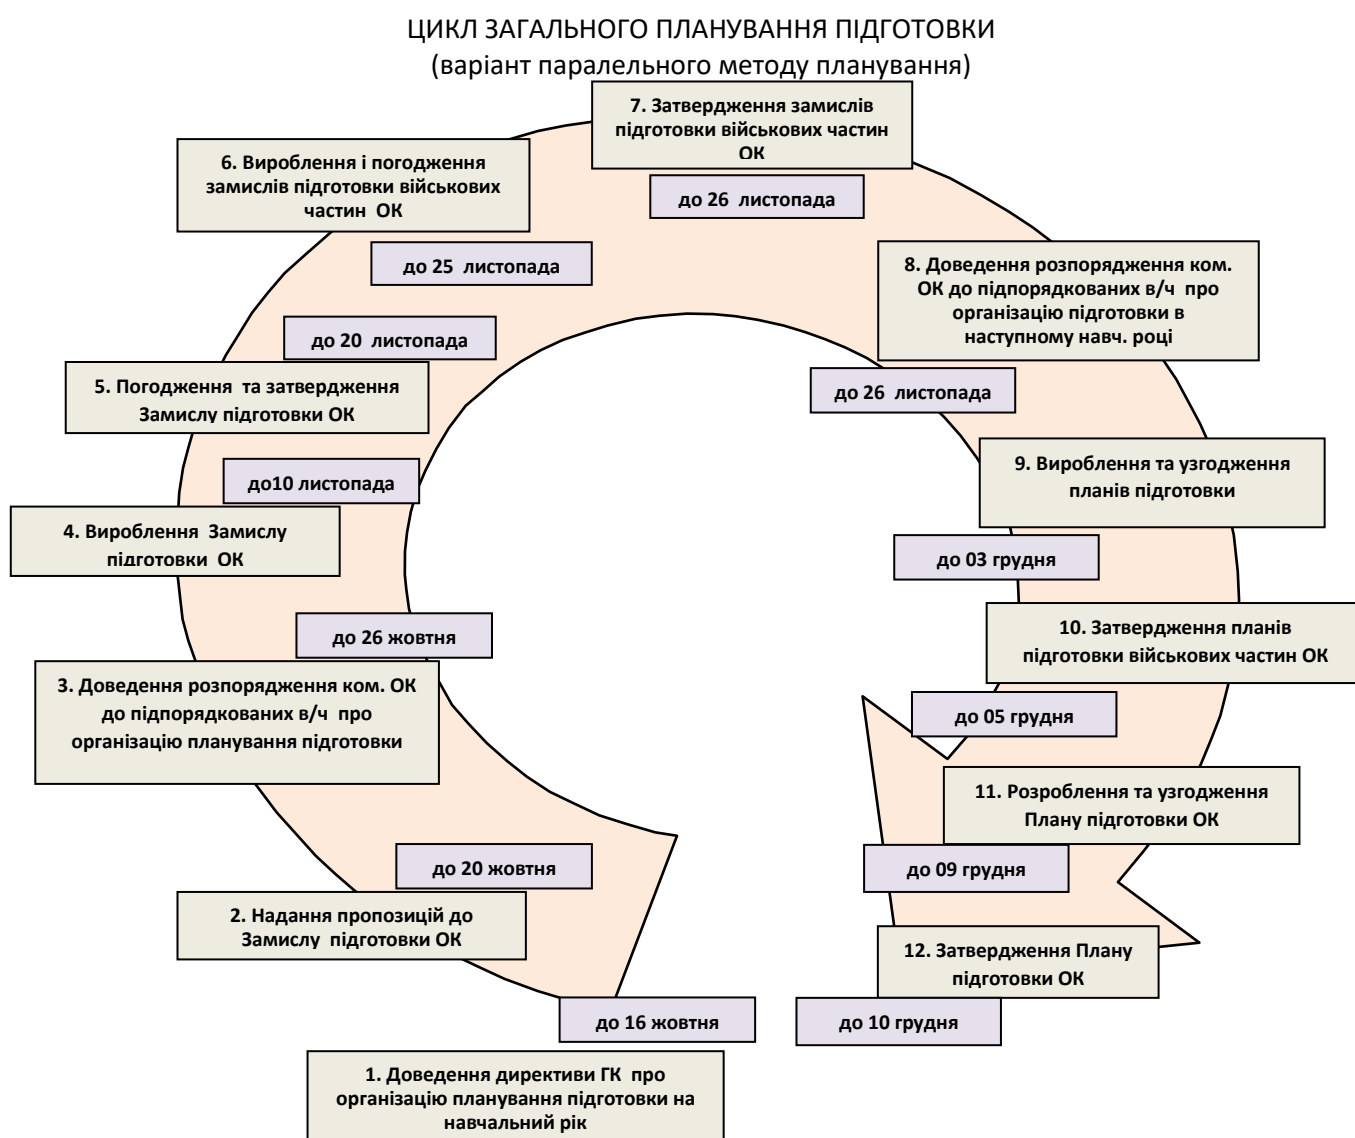 ЦИКЛ ЗАГАЛЬНОГО ПЛАНУВАННЯ ПІДГОТОВКИ
(варіант паралельного методу планування)
7. Затвердження замислів
підготовки військових частин
ОК
до 26 листопада
6. Вироблення і погодження
замислів підготовки військових
частин ОК
до 25 листопада
8. Доведення розпорядження ком.
ОК до підпорядкованих в/ч про
організацію підготовки в
наступному навч. році
до 26 листопада
до 20 листопада
5. Погодження та затвердження
Замислу підготовки ОК
до10 листопада
4. Вироблення Замислу
підготовки ОК
9. Вироблення та узгодження
планів підготовки
до 03 грудня
до 26 жовтня
3. Доведення розпорядження ком. ОК
до підпорядкованих в/ч про
організацію планування підготовки
10. Затвердження планів
підготовки військових частин ОК
до 05 грудня
11. Розроблення та узгодження
Плану підготовки ОК
до 09 грудня
до 20 жовтня
2. Надання пропозицій до
Замислу підготовки ОК
12. Затвердження Плану
підготовки ОК
до 10 грудня
до 16 жовтня
1. Доведення директиви ГК про
організацію планування підготовки на
навчальний рік